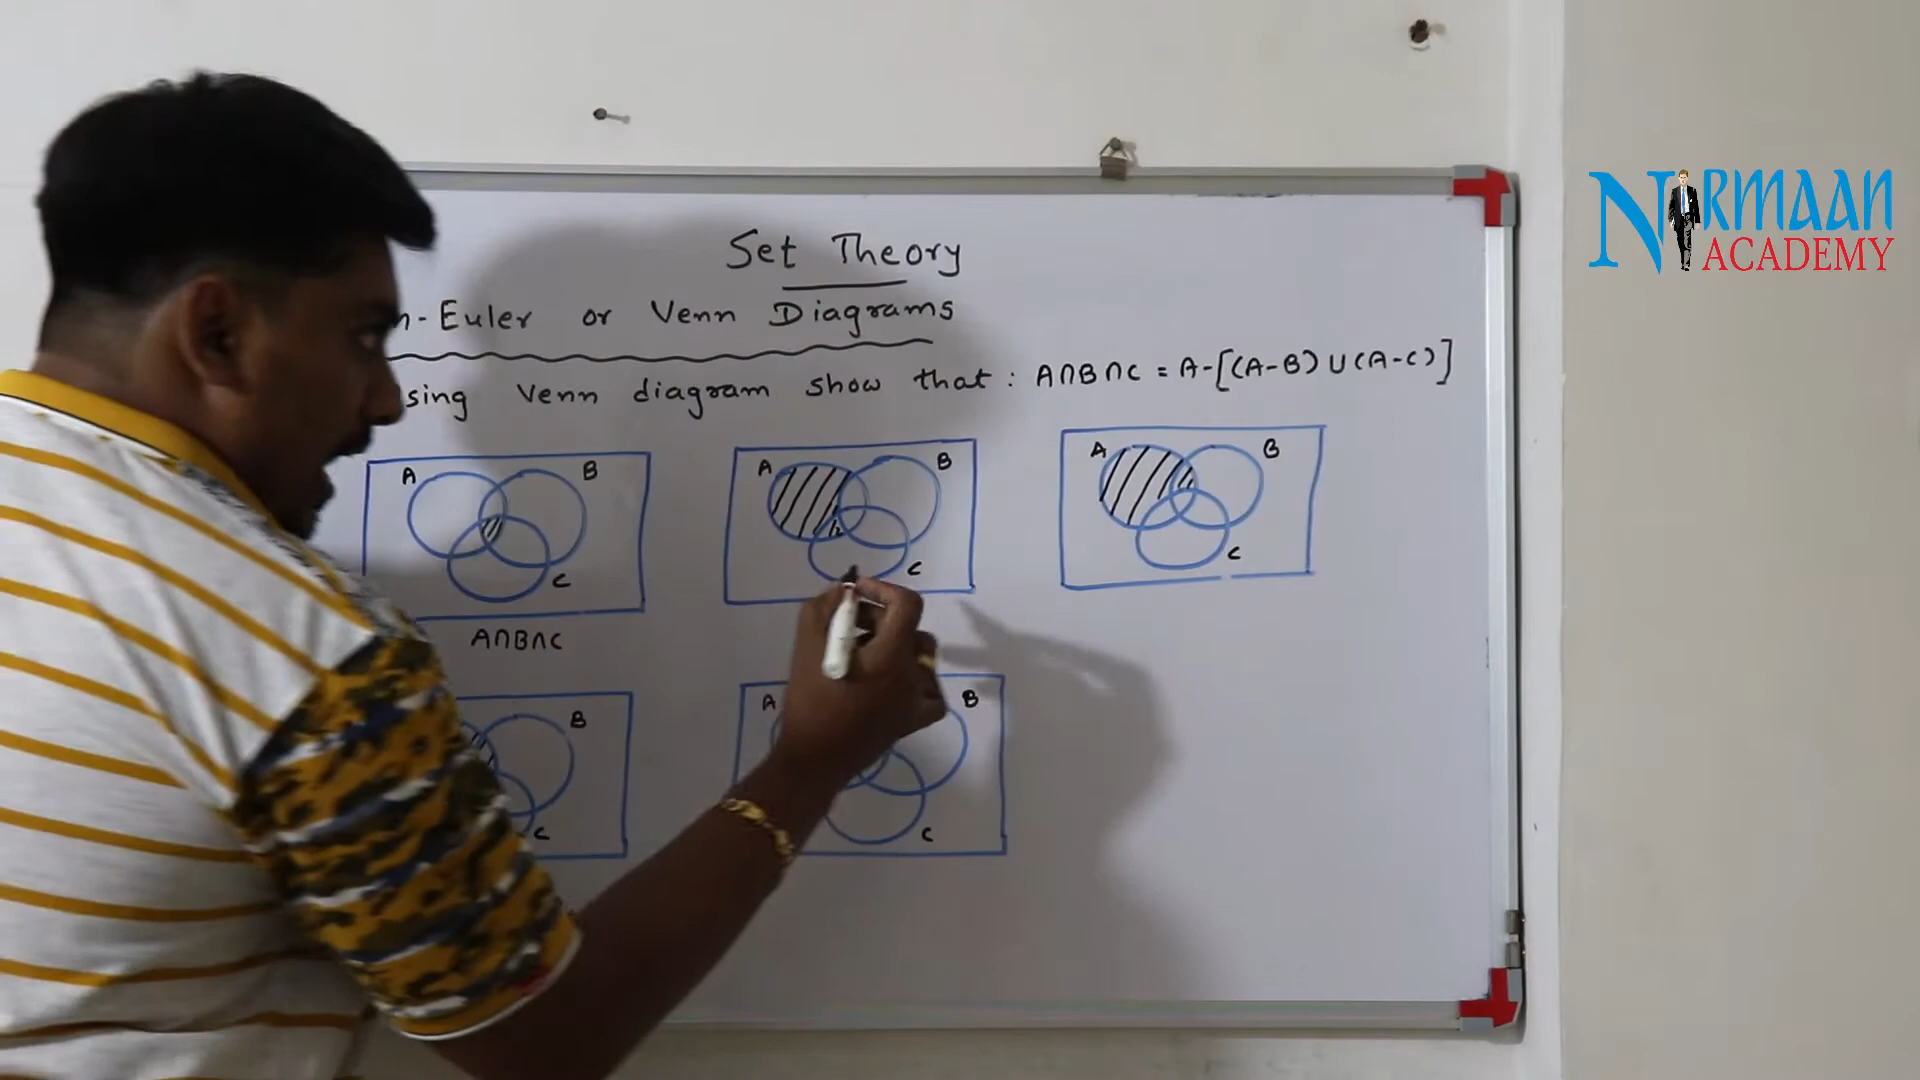 NIRMAAN
ACADEMY
Set Theory
n-Euler or Venn Diagrams
sing Venn diagram show that : A∩B∩C = A-[(A-B)∪(A-C)]
A B C
A B C
A B C
A∩B∩C
B C
A B C